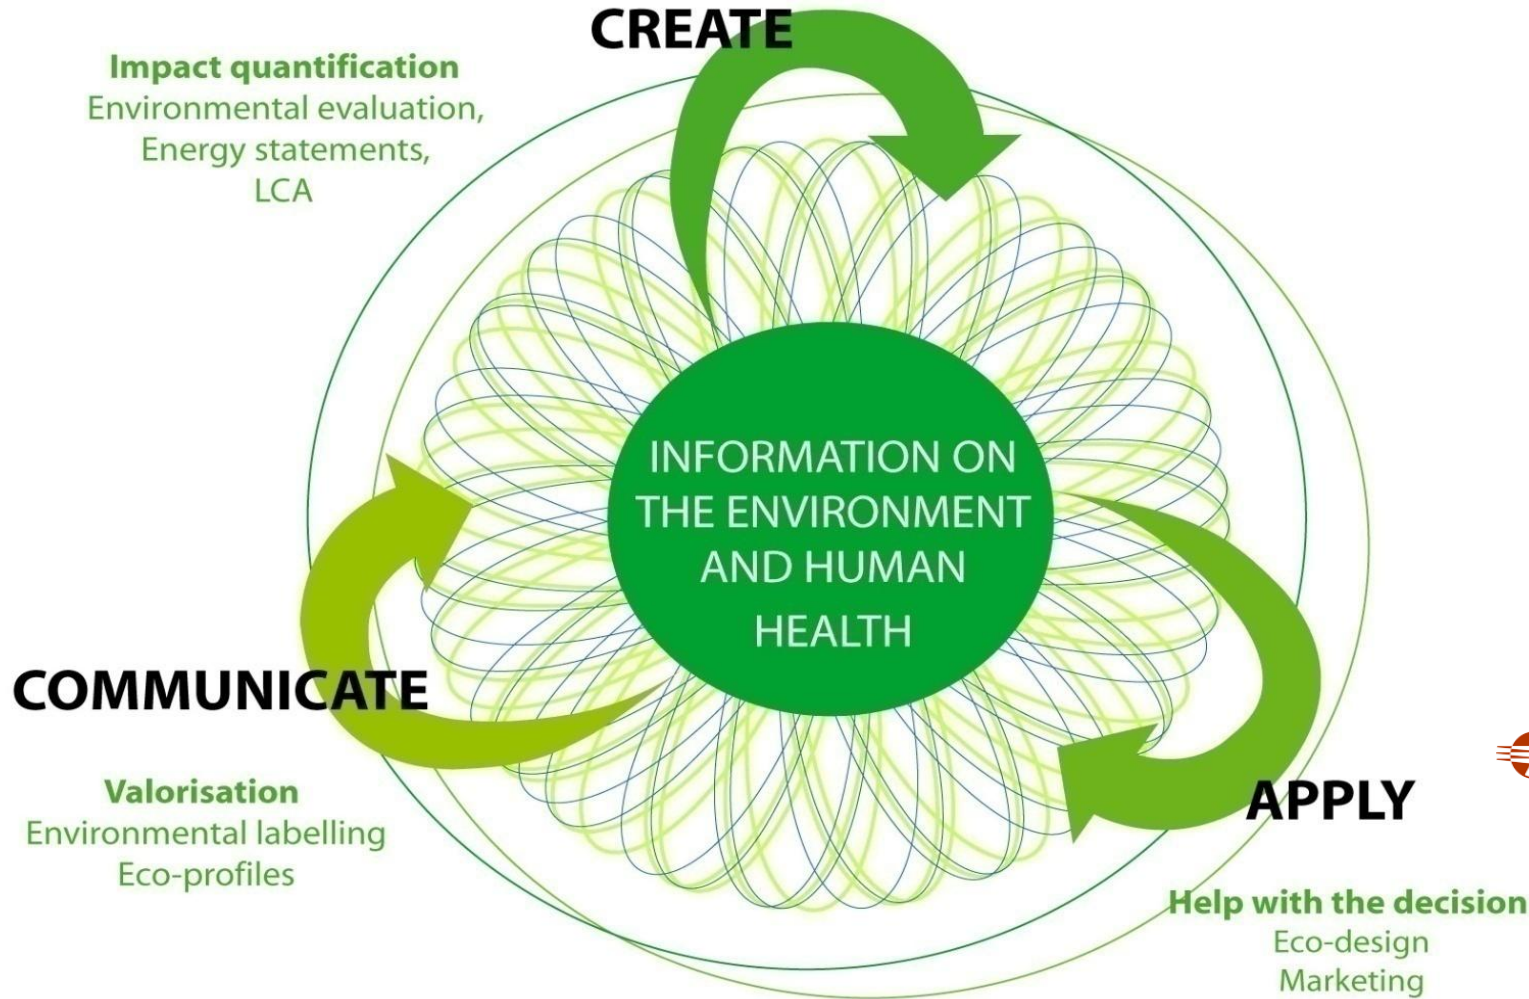 CREATE
Impact quantification
Environmental evaluation,
Energy statements,
LCA
INFORMATION ON
THE ENVIRONMENT
AND HUMAN
HEALTH
COMMUNICATE
Valorisation
Environmental labelling
Eco-profiles
APPLY
Help with the decision
Eco-design
Marketing